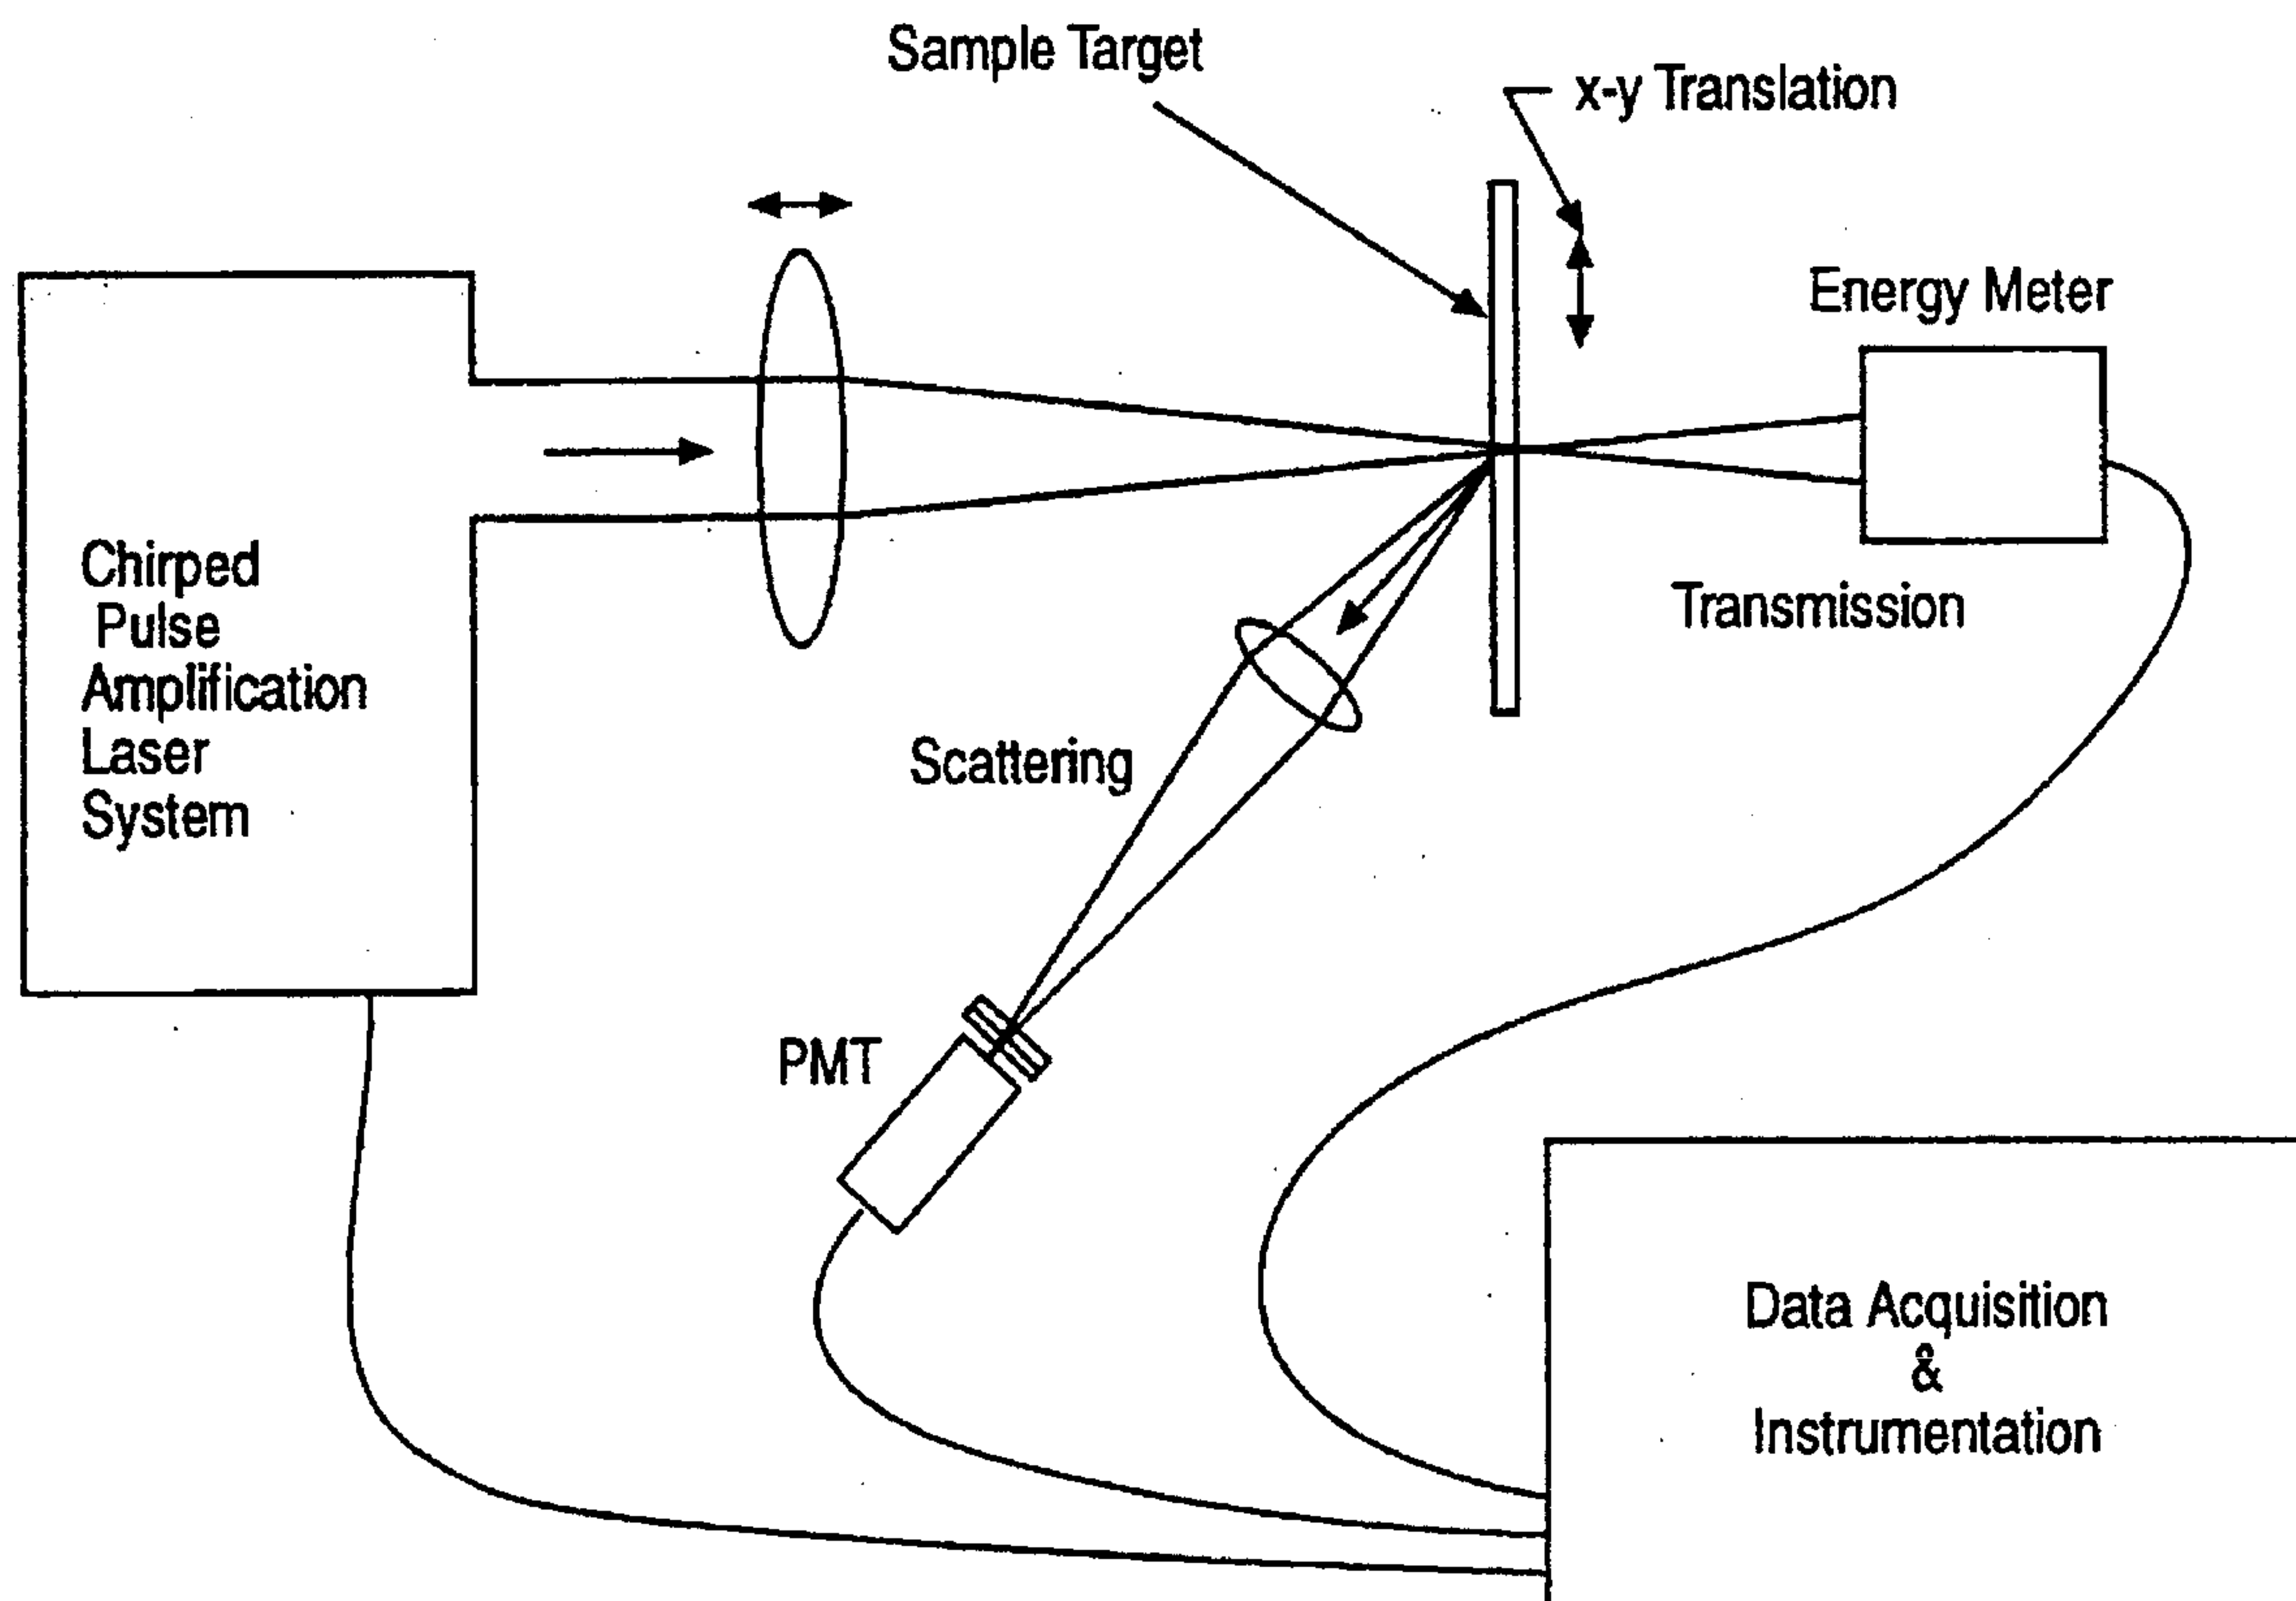 Sample Target
x-y Translation
Energy Meter
Chirped
Pulse
Amplification
Laser
System
Transmission
Scattering
PMT
Data Acquisition
&
Instrumentation